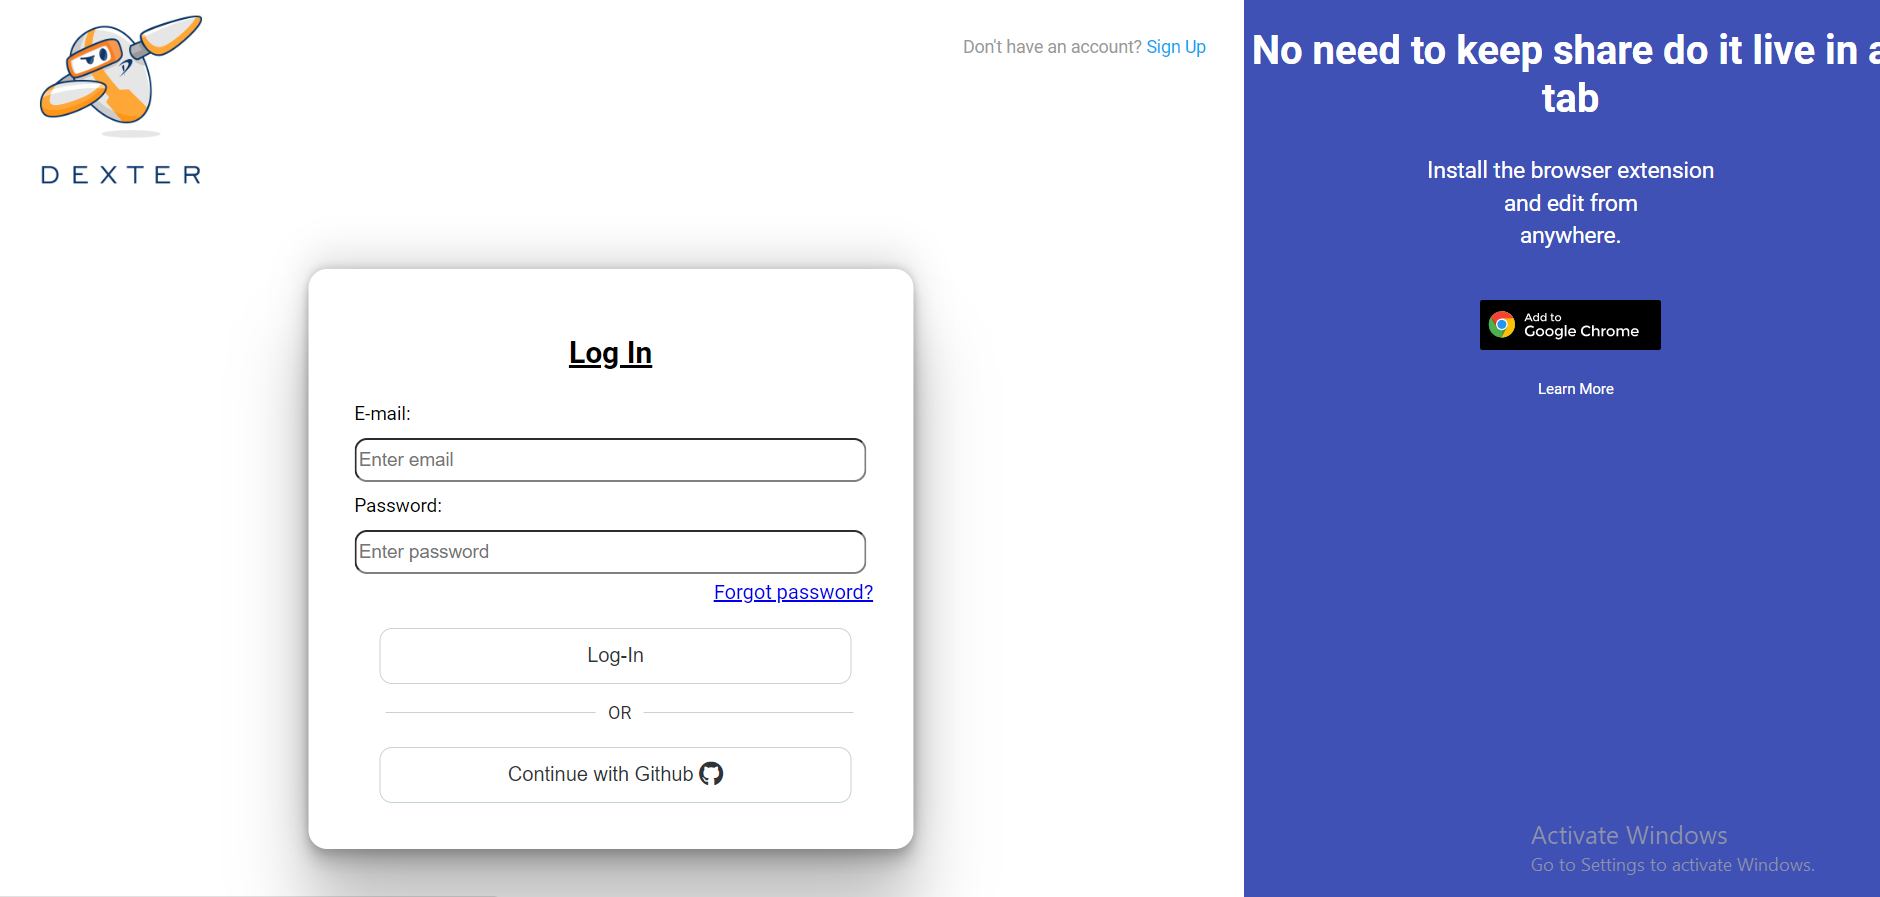 DEXTER
Don't have an account? Sign Up
Log In
E-mail:
Enter email
Password:
Enter password
Forgot password?
Log-In
OR
Continue with Github
No need to keep share do it live in a
tab
Install the browser extension
and edit from
anywhere.
Add to
Google Chrome
Learn More
Activate Windows
Go to Settings to activate Windows.